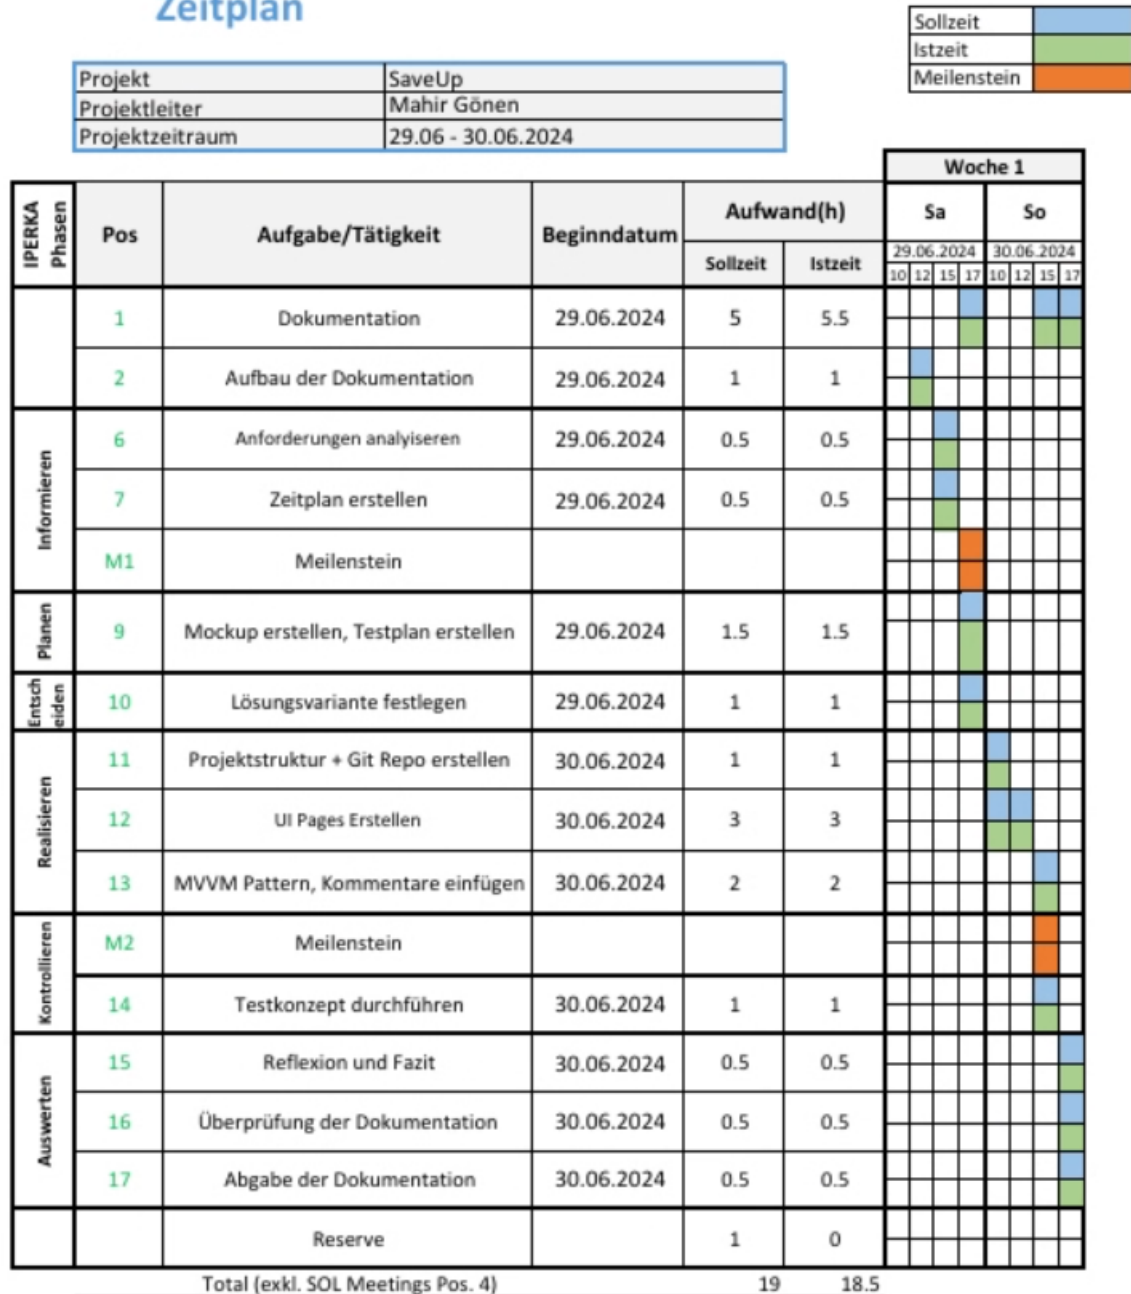 Zeitplan
Sollzeit
Istzeit
Meilenstein
Projekt SaveUp
Projektleiter Mahir Gönen
Projektzeitraum 29.06 - 30.06.2024
Woche 1
IPERKA Phasen Pos Aufgabe/Tätigkeit Beginndatum Aufwand(h) Sa So
Sollzeit Istzeit 29.06.2024 30.06.2024
10 12 15 17 10 12 15 17
1 Dokumentation 29.06.2024 5 5.5
2 Aufbau der Dokumentation 29.06.2024 1 1
Informieren
6 Anforderungen analyiseren 29.06.2024 0.5 0.5
7 Zeitplan erstellen 29.06.2024 0.5 0.5
M1 Meilenstein
Planen
9 Mockup erstellen, Testplan erstellen 29.06.2024 1.5 1.5
Entsch
eiden
10 Lösungsvariante festlegen 29.06.2024 1 1
Realisieren
11 Projektstruktur + Git Repo erstellen 30.06.2024 1 1
12 UI Pages Erstellen 30.06.2024 3 3
13 MVVM Pattern, Kommentare einfügen 30.06.2024 2 2
Kontrollieren
M2 Meilenstein
14 Testkonzept durchführen 30.06.2024 1 1
Auswerten
15 Reflexion und Fazit 30.06.2024 0.5 0.5
16 Überprüfung der Dokumentation 30.06.2024 0.5 0.5
17 Abgabe der Dokumentation 30.06.2024 0.5 0.5
Reserve 1 0
Total (exkl. SOL Meetings Pos. 4) 19 18.5